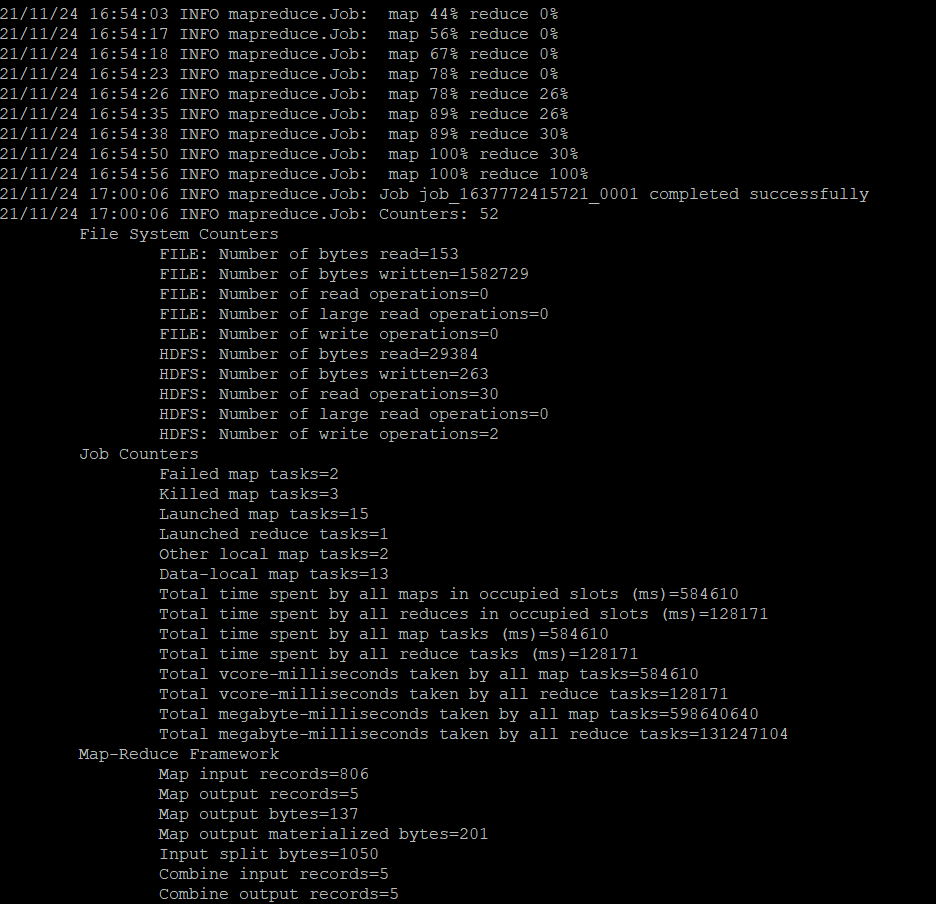 21/11/24 16:54:03 INFO mapreduce.Job:  map 44% reduce 0%
21/11/24 16:54:17 INFO mapreduce.Job:  map 56% reduce 0%
21/11/24 16:54:18 INFO mapreduce.Job:  map 67% reduce 0%
21/11/24 16:54:23 INFO mapreduce.Job:  map 78% reduce 0%
21/11/24 16:54:26 INFO mapreduce.Job:  map 78% reduce 26%
21/11/24 16:54:35 INFO mapreduce.Job:  map 89% reduce 26%
21/11/24 16:54:38 INFO mapreduce.Job:  map 89% reduce 30%
21/11/24 16:54:50 INFO mapreduce.Job:  map 100% reduce 30%
21/11/24 16:54:56 INFO mapreduce.Job:  map 100% reduce 100%
21/11/24 17:00:06 INFO mapreduce.Job: Job job_1637772415721_0001 completed successfully
21/11/24 17:00:06 INFO mapreduce.Job: Counters: 52
        File System Counters
                FILE: Number of bytes read=153
                FILE: Number of bytes written=1582729
                FILE: Number of read operations=0
                FILE: Number of large read operations=0
                FILE: Number of write operations=0
                HDFS: Number of bytes read=29384
                HDFS: Number of bytes written=263
                HDFS: Number of read operations=30
                HDFS: Number of large read operations=0
                HDFS: Number of write operations=2
        Job Counters
                Failed map tasks=2
                Killed map tasks=3
                Launched map tasks=15
                Launched reduce tasks=1
                Other local map tasks=2
                Data-local map tasks=13
                Total time spent by all maps in occupied slots (ms)=584610
                Total time spent by all reduces in occupied slots (ms)=128171
                Total time spent by all map tasks (ms)=584610
                Total time spent by all reduce tasks (ms)=128171
                Total vcore-milliseconds taken by all map tasks=584610
                Total vcore-milliseconds taken by all reduce tasks=128171
                Total megabyte-milliseconds taken by all map tasks=598640640
                Total megabyte-milliseconds taken by all reduce tasks=131247104
        Map-Reduce Framework
                Map input records=806
                Map output records=5
                Map output bytes=137
                Map output materialized bytes=201
                Input split bytes=1050
                Combine input records=5
                Combine output records=5